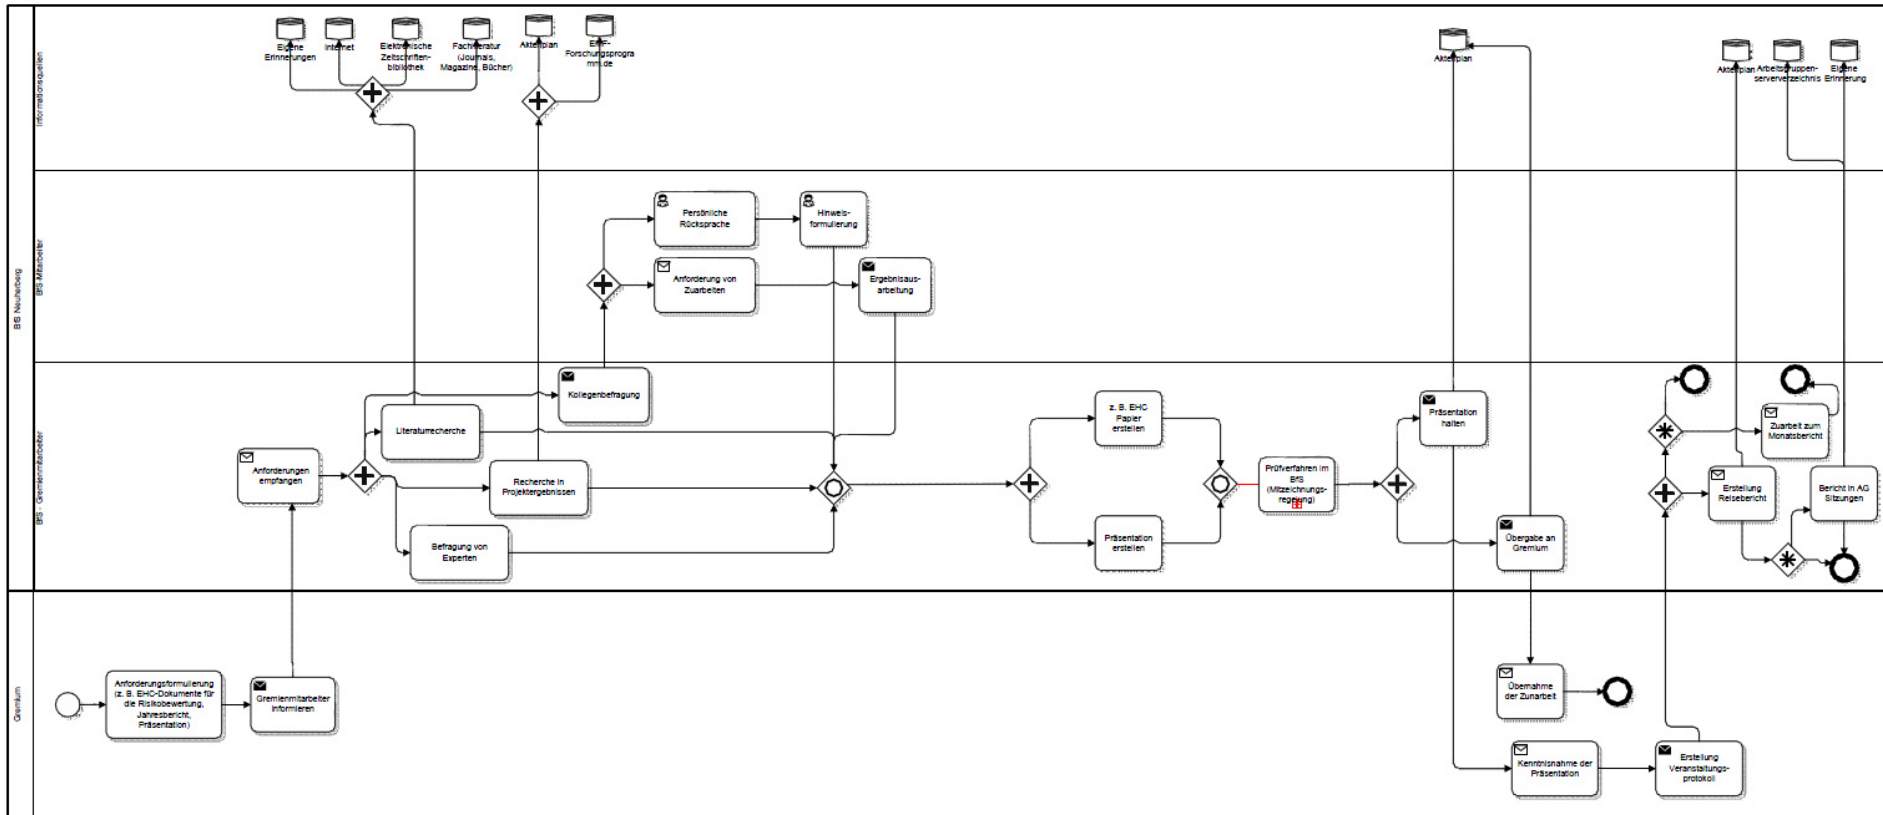 BfS Neuherberg
Informationsquellen
Eigene
Erinnerungen
Internet
Elektronische
Zeitschriften-
bibliothek
Fachliteratur
(Journals,
Magazine, Bücher)
Aktenplan
EMF-
Forschungsprogra
mm.de
Aktenplan
Aktenplan
Arbeitsgruppen-
serververzeichnis
Eigene
Erinnerung
BfS-Mitarbeiter
Persönliche
Rücksprache
Hinweis-
formulierung
Anforderung von
Zuarbeiten
Ergebnisaus-
arbeitung
BfS - Gremienmitarbeiter
Kollegenbefragung
Literaturrecherche
Anforderungen
empfangen
Recherche in
Projektergebnissen
Befragung von
Experten
z. B. EHC
Papier
erstellen
Präsentation
erstellen
Prüfverfahren im
BfS
(Mitzeichnungs-
regelung)
Präsentation
halten
Übergabe an
Gremium
Zuarbeit zum
Monatsbericht
Erstellung
Reisebericht
Bericht in AG
Sitzungen
Gremium
Anforderungsformulierung
(z. B. EHC-Dokumente für
die Risikobewertung,
Jahresbericht,
Präsentation)
Gremienmitarbeiter
informieren
Übernahme
der Zunarbeit
Kenntnisnahme der
Präsentation
Erstellung
Veranstaltungs-
protokoll